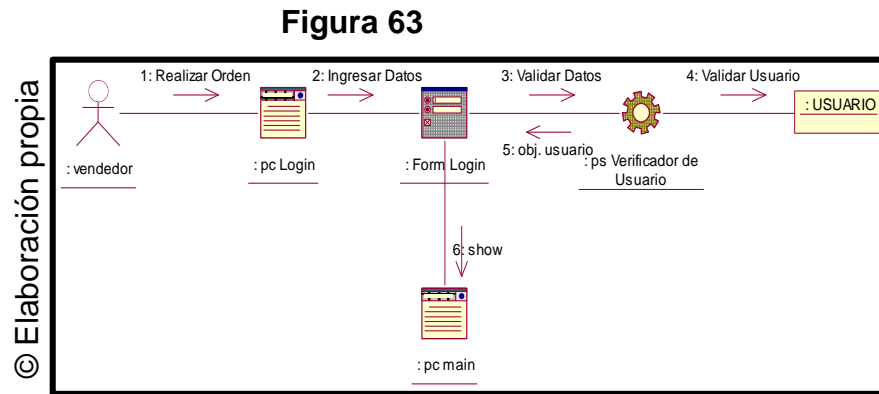 Figura 63
© Elaboración propia
1: Realizar Orden
2: Ingresar Datos
3: Validar Datos
4: Validar Usuario
: USUARIO
5: obj. usuario
: vendedor
: pc Login
: Form Login
: ps Verificador de
Usuario
6: show
: pc main